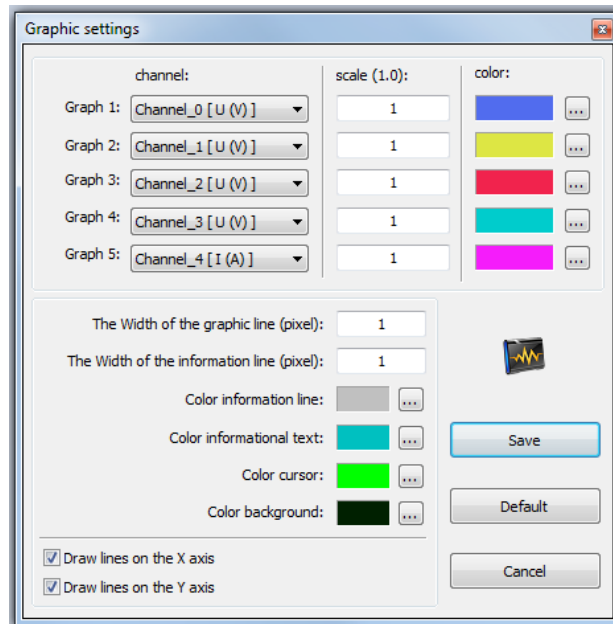 Graphic settings
channel: scale (1.0): color:
Graph 1: Channel_0 [ U (V) ] 1 ...
Graph 2: Channel_1 [ U (V) ] 1 ...
Graph 3: Channel_2 [ U (V) ] 1 ...
Graph 4: Channel_3 [ U (V) ] 1 ...
Graph 5: Channel_4 [ I (A) ] 1 ...
The Width of the graphic line (pixel): 1
The Width of the information line (pixel): 1
Color information line: ...
Color informational text: ...
Color cursor: ...
Color background: ...
Draw lines on the X axis
Draw lines on the Y axis
Save
Default
Cancel